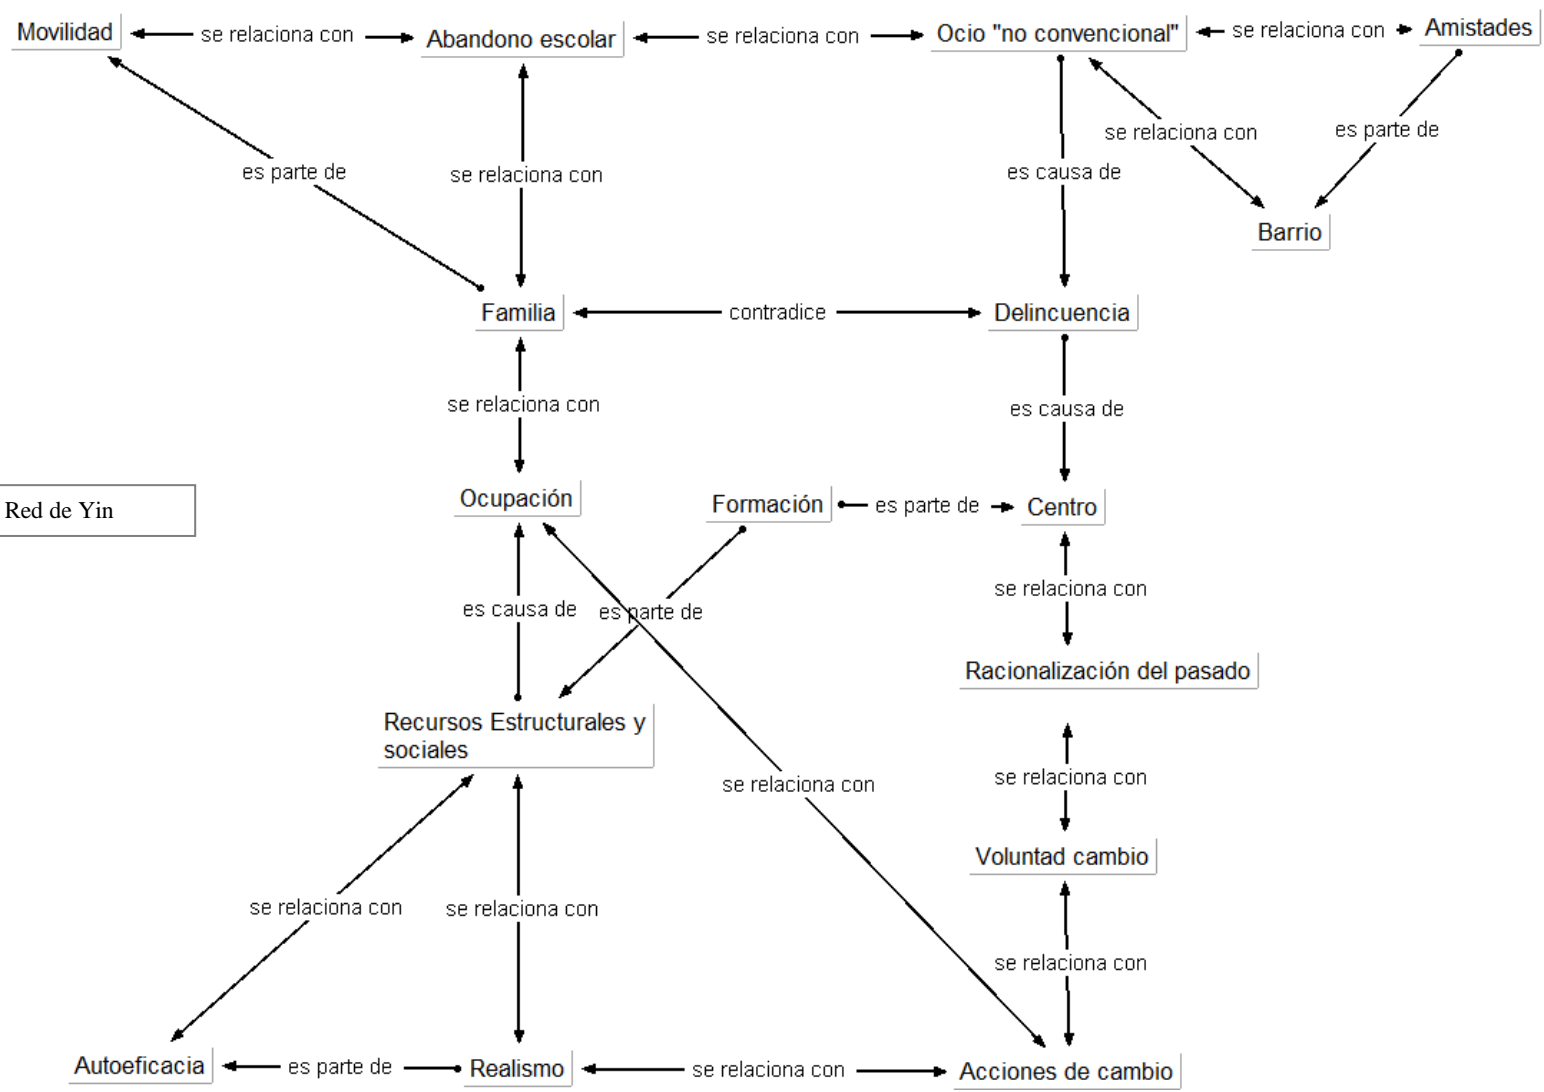 Movilidad
se relaciona con
Abandono escolar
se relaciona con
Ocio "no convencional"
se relaciona con
Amistades
es parte de
se relaciona con
es causa de
se relaciona con
es parte de
Barrio
Familia
contradice
Delincuencia
se relaciona con
es causa de
Red de Yin
Ocupación
Formación
es parte de
Centro
es causa de
es parte de
se relaciona con
Racionalización del pasado
Recursos Estructurales y
sociales
se relaciona con
se relaciona con
Voluntad cambio
se relaciona con
se relaciona con
se relaciona con
Autoeficacia
es parte de
Realismo
se relaciona con
Acciones de cambio